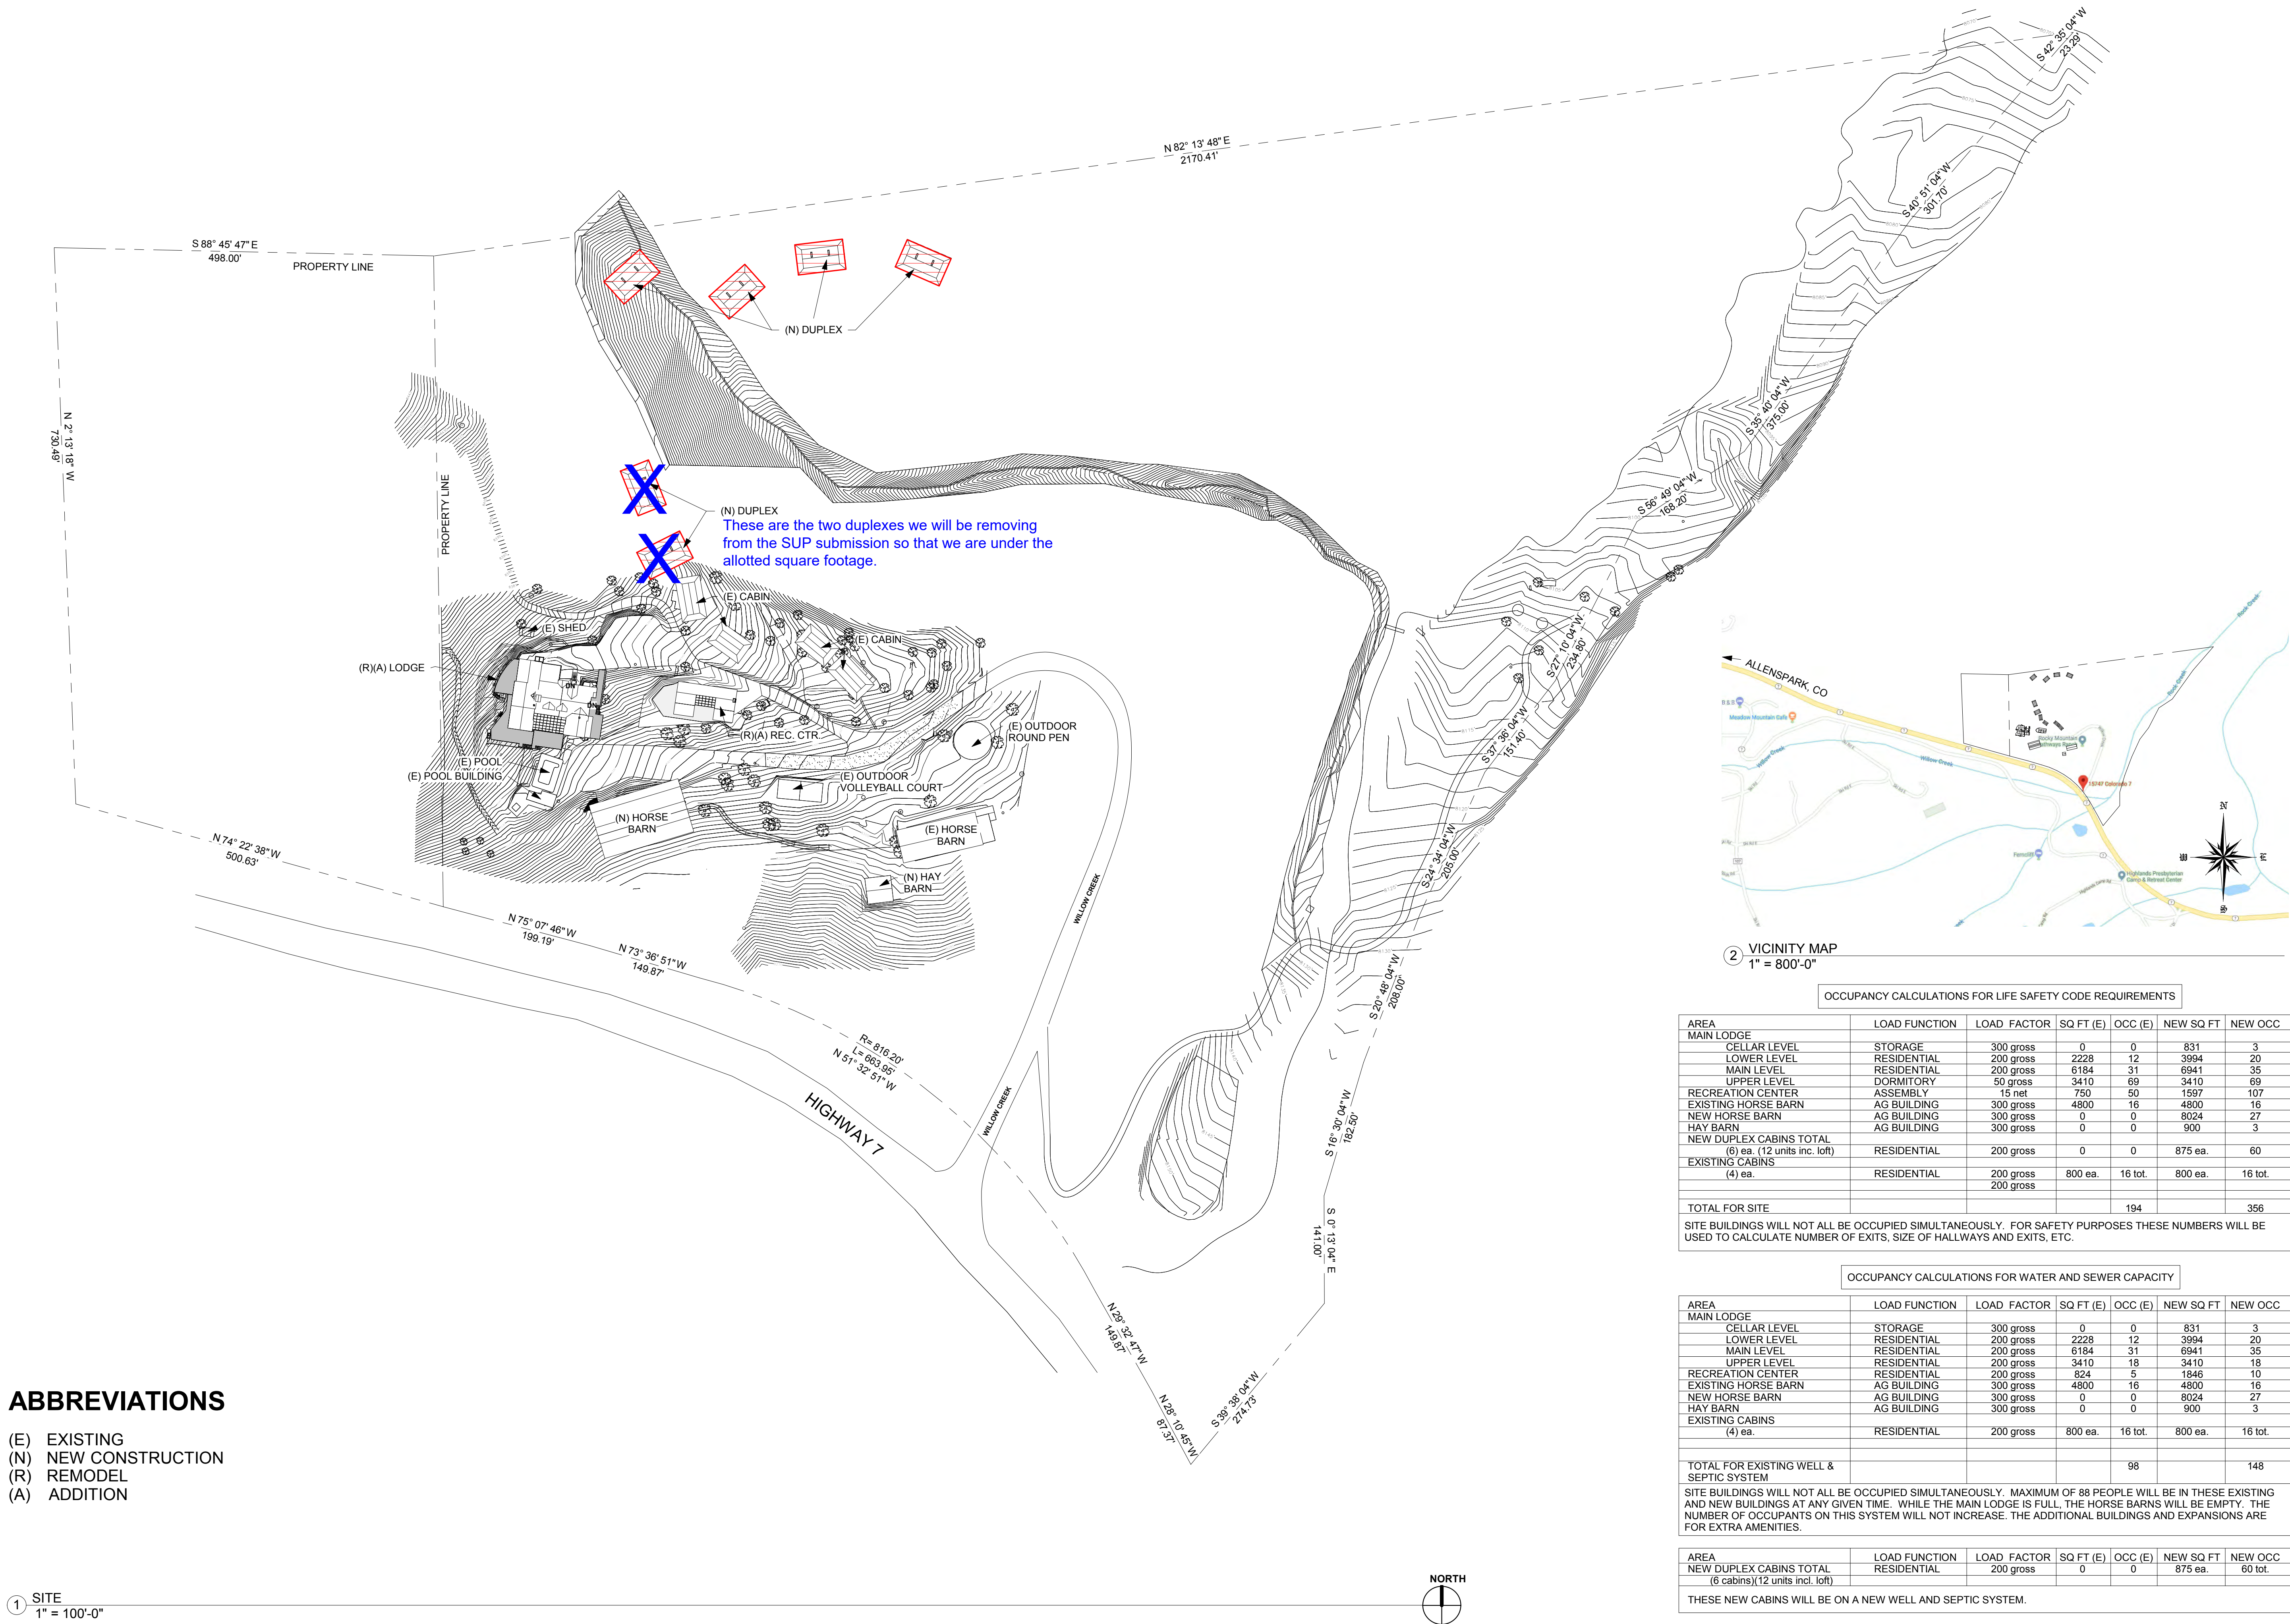 S 42° 35' 04" W
23.29'
N 82° 13' 48" E
2170.41'
S 40° 51' 04" W
301.70'
S 88° 45' 47" E
498.00'
PROPERTY LINE
(N) DUPLEX
N 2° 13' 18" W
730.49'
PROPERTY LINE
S 35° 40' 04" W
375.00'
X
X
(N) DUPLEX
These are the two duplexes we will be removing
from the SUP submission so that we are under the
allotted square footage.
S 56° 49' 04" W
168.20'
(E) CABIN
(E) SHED
(E) CABIN
(R)(A) LODGE
DN
DN
S 27° 10' 04" W
234.80'
(R)(A) REC. CTR.
(E) OUTDOOR
ROUND PEN
S 37° 36' 04" W
151.40'
(E) POOL
(E) POOL BUILDING
(E) OUTDOOR
VOLLEYBALL COURT
(N) HORSE
BARN
(E) HORSE
BARN
(N) HAY
BARN
S 24° 34' 04" W
205.00'
N 74° 22' 38" W
500.63'
N 75° 07' 46" W
199.19'
N 73° 36' 51" W
149.87'
WILLOW CREEK
S 20° 48' 04" W
208.00'
R= 816.20'
L= 663.95'
N 51° 32' 51" W
HIGHWAY 7
WILLOW CREEK
S 16° 30' 04" W
182.50'
S 0° 13' 04" E
141.00'
N 29° 32' 47" W
149.87'
N 28° 10' 45" W
87.37'
S 39° 38' 04" W
274.73'
ALLENSPARK, CO
B & B
Meadow Mountain Cafe
Willow Creek
Willow Creek
Rock Creek
Rock Creek
Rocky Mountain
Pathways Ranch
15747 Colorado 7
Ferncliff
Highlands Presbyterian
Camp & Retreat Center
N
W
E
S
2
VICINITY MAP
1" = 800'-0"
OCCUPANCY CALCULATIONS FOR LIFE SAFETY CODE REQUIREMENTS
AREA LOAD FUNCTION LOAD FACTOR SQ FT (E) OCC (E) NEW SQ FT NEW OCC
MAIN LODGE
CELLAR LEVEL STORAGE 300 gross 0 0 831 3
LOWER LEVEL RESIDENTIAL 200 gross 2228 12 3994 20
MAIN LEVEL RESIDENTIAL 200 gross 6184 31 6941 35
UPPER LEVEL DORMITORY 50 gross 3410 69 3410 69
RECREATION CENTER ASSEMBLY 15 net 750 50 1597 107
EXISTING HORSE BARN AG BUILDING 300 gross 4800 16 4800 16
NEW HORSE BARN AG BUILDING 300 gross 0 0 8024 27
HAY BARN AG BUILDING 300 gross 0 0 900 3
NEW DUPLEX CABINS TOTAL
(6) ea. (12 units inc. loft) RESIDENTIAL 200 gross 0 0 875 ea. 60
EXISTING CABINS
(4) ea. RESIDENTIAL 200 gross 800 ea. 16 tot. 800 ea. 16 tot.
200 gross
TOTAL FOR SITE 194 356
SITE BUILDINGS WILL NOT ALL BE OCCUPIED SIMULTANEOUSLY. FOR SAFETY PURPOSES THESE NUMBERS WILL BE
USED TO CALCULATE NUMBER OF EXITS, SIZE OF HALLWAYS AND EXITS, ETC.
OCCUPANCY CALCULATIONS FOR WATER AND SEWER CAPACITY
AREA LOAD FUNCTION LOAD FACTOR SQ FT (E) OCC (E) NEW SQ FT NEW OCC
MAIN LODGE
CELLAR LEVEL STORAGE 300 gross 0 0 831 3
LOWER LEVEL RESIDENTIAL 200 gross 2228 12 3994 20
MAIN LEVEL RESIDENTIAL 200 gross 6184 31 6941 35
UPPER LEVEL RESIDENTIAL 200 gross 3410 18 3410 18
RECREATION CENTER RESIDENTIAL 200 gross 824 5 1846 10
EXISTING HORSE BARN AG BUILDING 300 gross 4800 16 4800 16
NEW HORSE BARN AG BUILDING 300 gross 0 0 8024 27
HAY BARN AG BUILDING 300 gross 0 0 900 3
EXISTING CABINS
(4) ea. RESIDENTIAL 200 gross 800 ea. 16 tot. 800 ea. 16 tot.
TOTAL FOR EXISTING WELL & 98 148
SEPTIC SYSTEM
SITE BUILDINGS WILL NOT ALL BE OCCUPIED SIMULTANEOUSLY. MAXIMUM OF 88 PEOPLE WILL BE IN THESE EXISTING
AND NEW BUILDINGS AT ANY GIVEN TIME. WHILE THE MAIN LODGE IS FULL, THE HORSE BARNS WILL BE EMPTY. THE
NUMBER OF OCCUPANTS ON THIS SYSTEM WILL NOT INCREASE. THE ADDITIONAL BUILDINGS AND EXPANSIONS ARE
FOR EXTRA AMENITIES.
AREA LOAD FUNCTION LOAD FACTOR SQ FT (E) OCC (E) NEW SQ FT NEW OCC
NEW DUPLEX CABINS TOTAL RESIDENTIAL 200 gross 0 0 875 ea. 60 tot.
(6 cabins)(12 units incl. loft)
THESE NEW CABINS WILL BE ON A NEW WELL AND SEPTIC SYSTEM.
ABBREVIATIONS
(E) EXISTING
(N) NEW CONSTRUCTION
(R) REMODEL
(A) ADDITION
1
SITE
1" = 100'-0"
NORTH